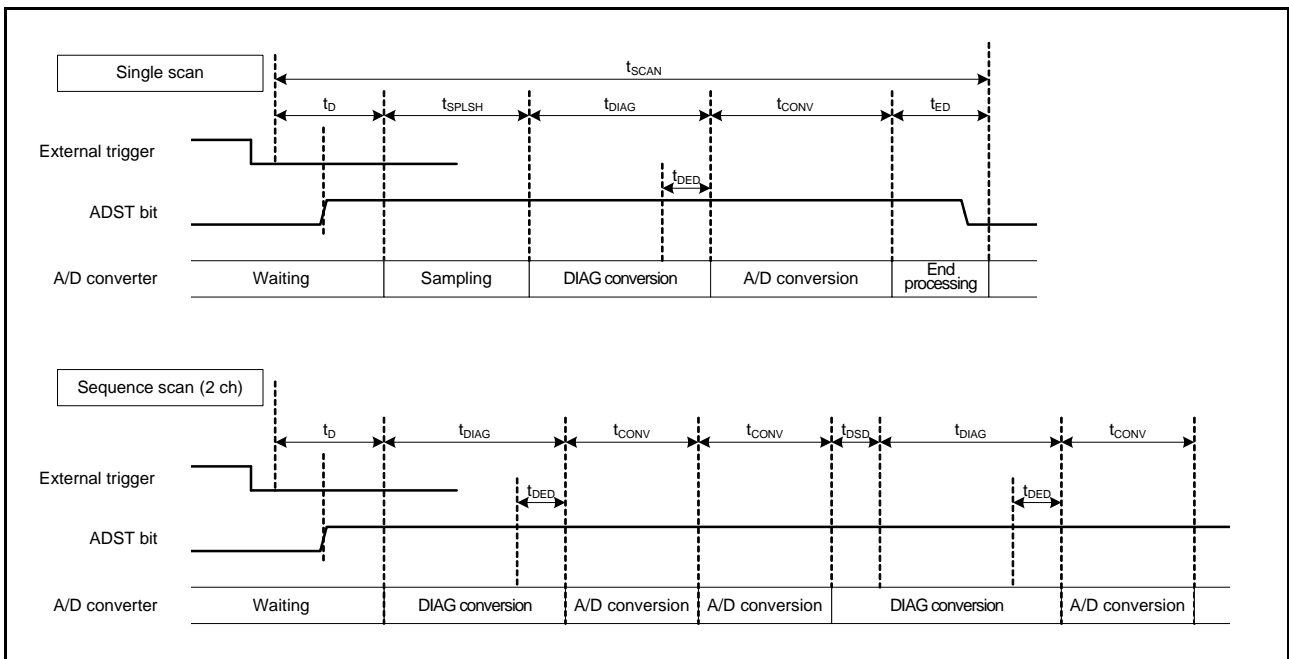 Single scan
tSCAN
tD tSPLSH tDIAG tCONV tED
External trigger
tDED
ADST bit
A/D converter Waiting Sampling DIAG conversion A/D conversion End processing
Sequence scan (2 ch)
tD tDIAG tCONV tCONV tDSD tDIAG tCONV
External trigger
tDED tDED
ADST bit
A/D converter Waiting DIAG conversion A/D conversion A/D conversion DIAG conversion A/D conversion